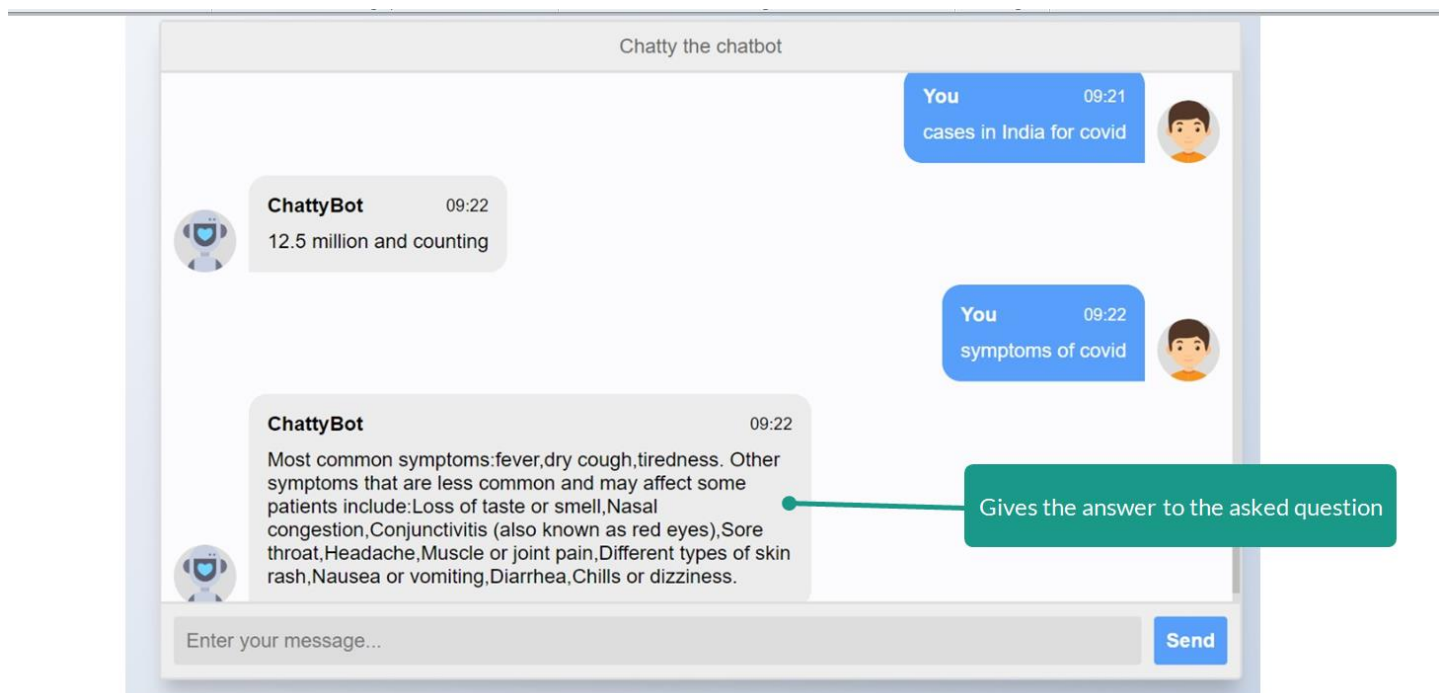 Chatty the chatbot
You 09:21
cases in India for covid
ChattyBot 09:22
12.5 million and counting
You 09:22
symptoms of covid
ChattyBot 09:22
Most common symptoms:fever,dry cough,tiredness. Other
symptoms that are less common and may affect some
patients include:Loss of taste or smell,Nasal
congestion,Conjunctivitis (also known as red eyes),Sore
throat,Headache,Muscle or joint pain,Different types of skin
rash,Nausea or vomiting,Diarrhea,Chills or dizziness.
Gives the answer to the asked question
Enter your message...
Send